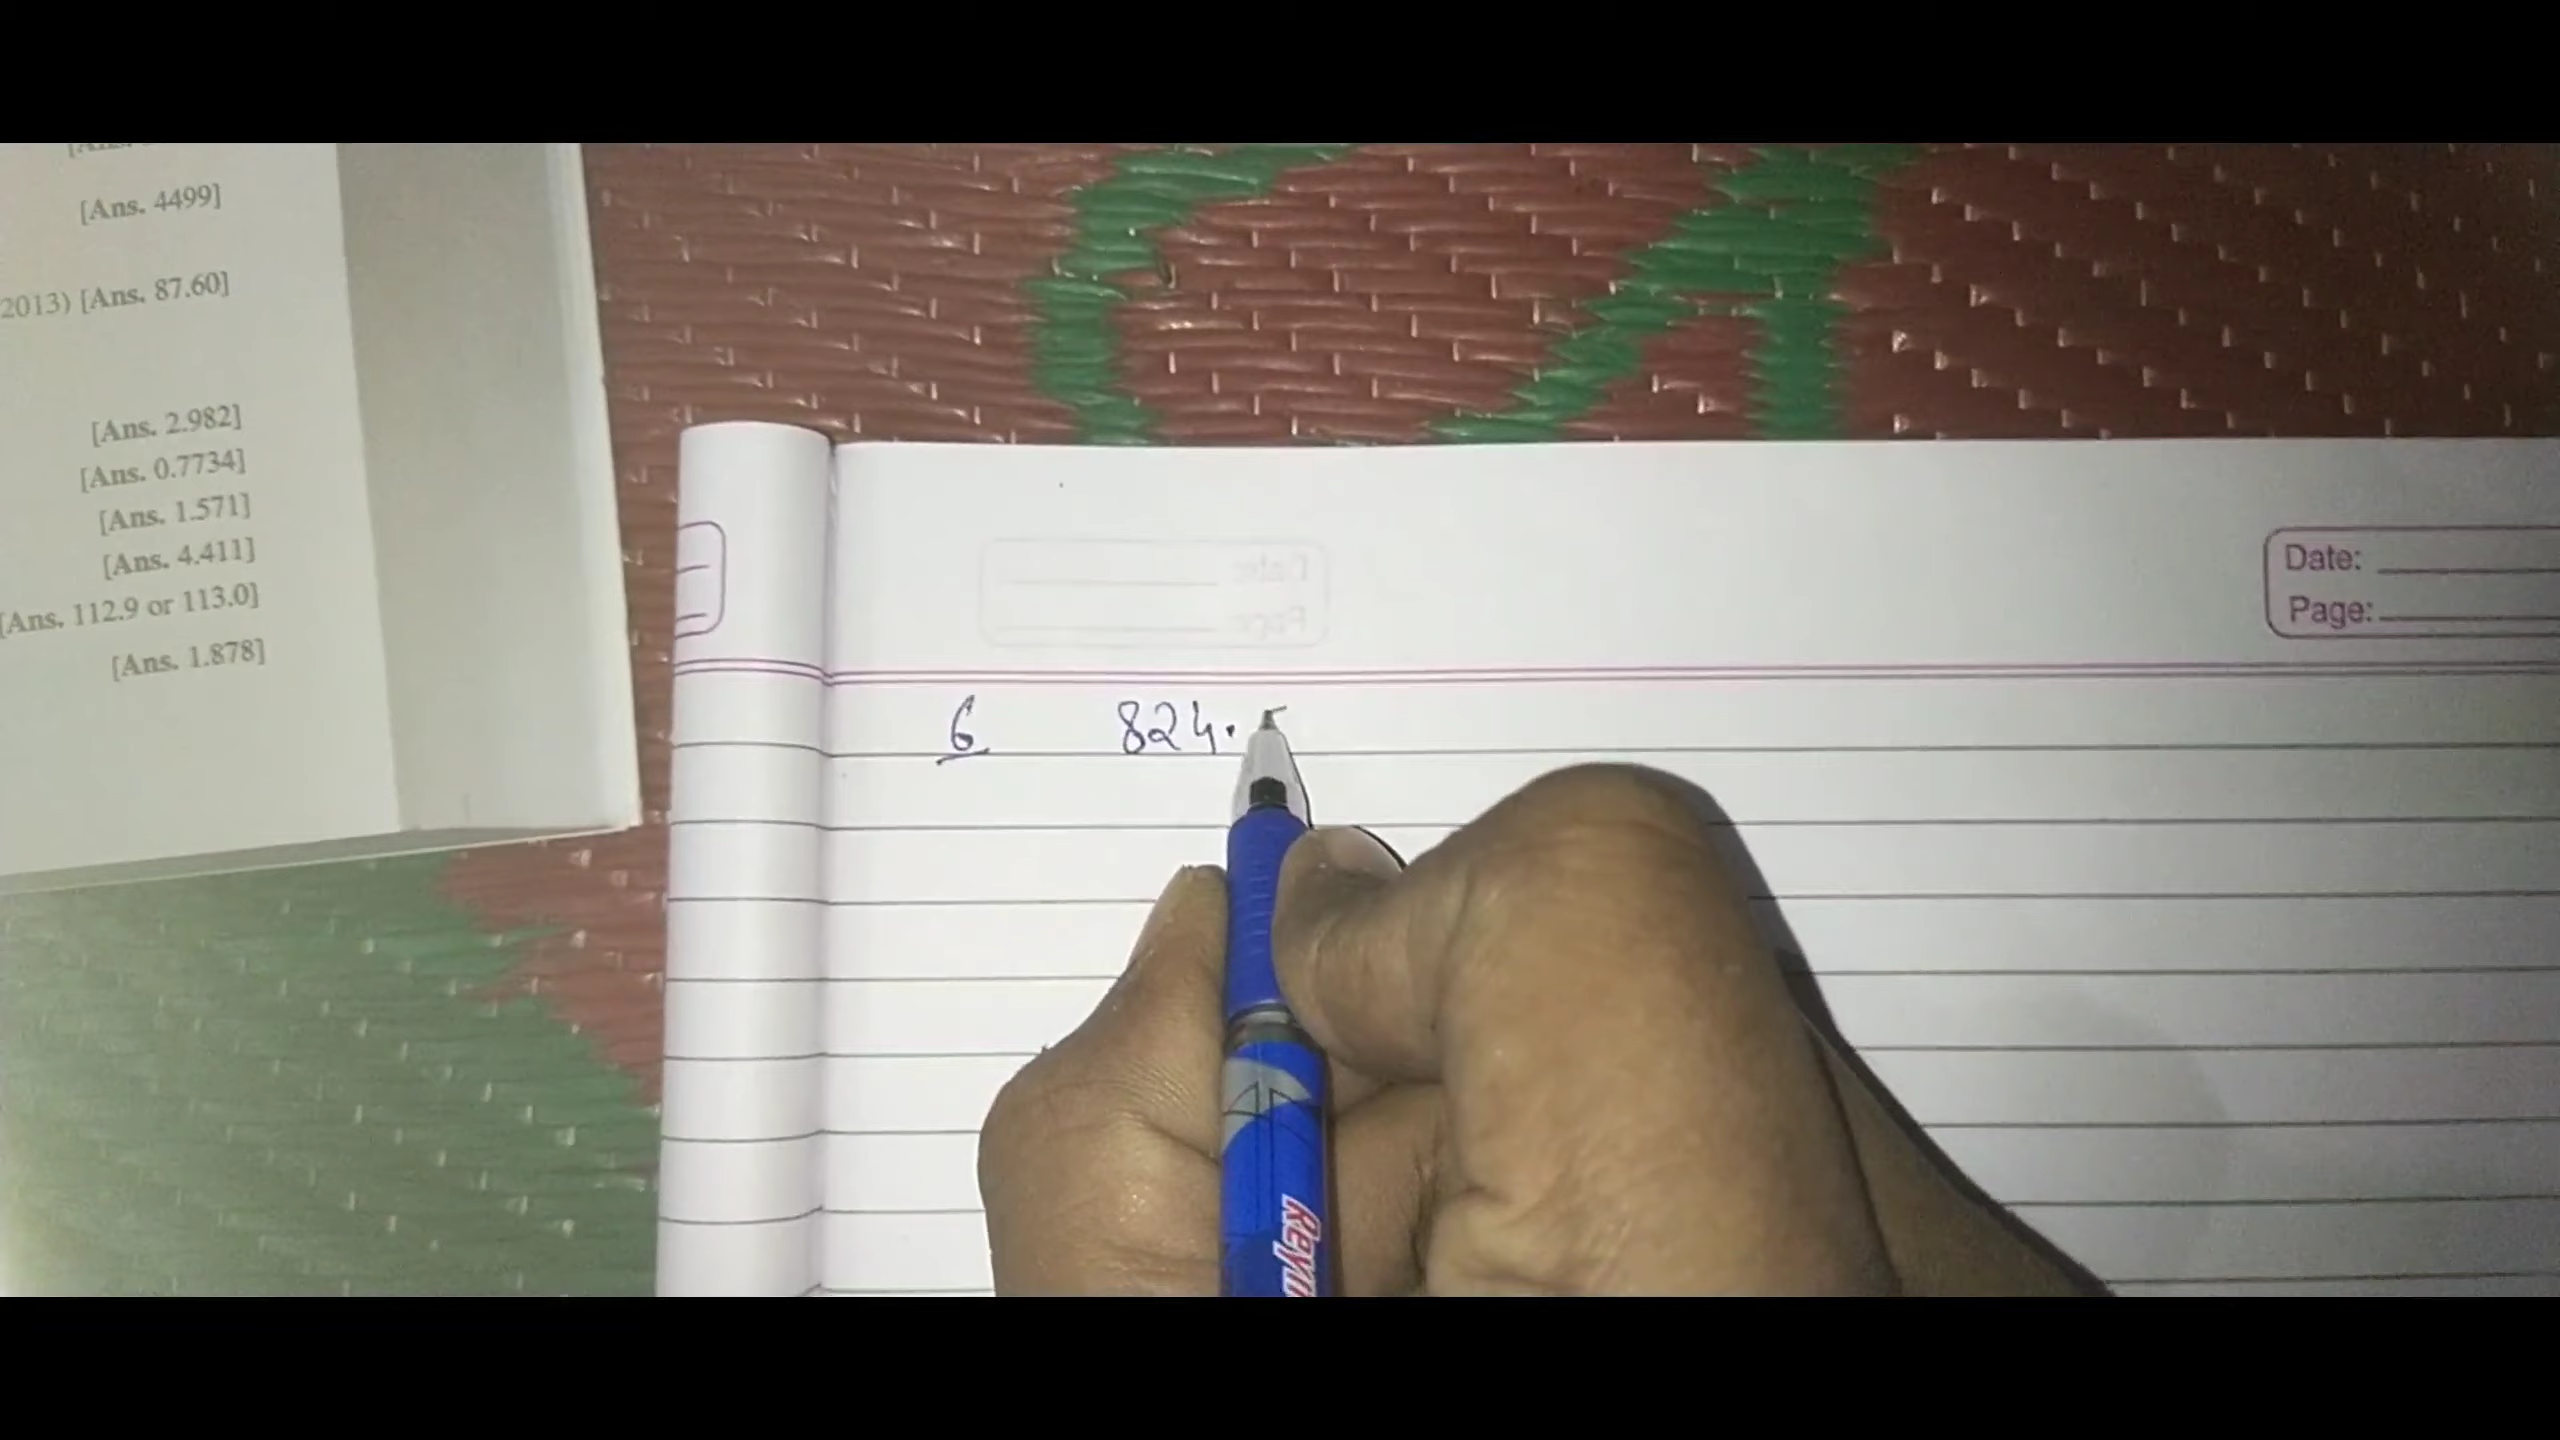 [Ans. 4499]
2013) [Ans. 87.60]
[Ans. 2.982]
[Ans. 0.7734]
[Ans. 1.571]
[Ans. 4.411]
[Ans. 112.9 or 113.0]
[Ans. 1.878]
Date:
Page:
6 824.
Reyn